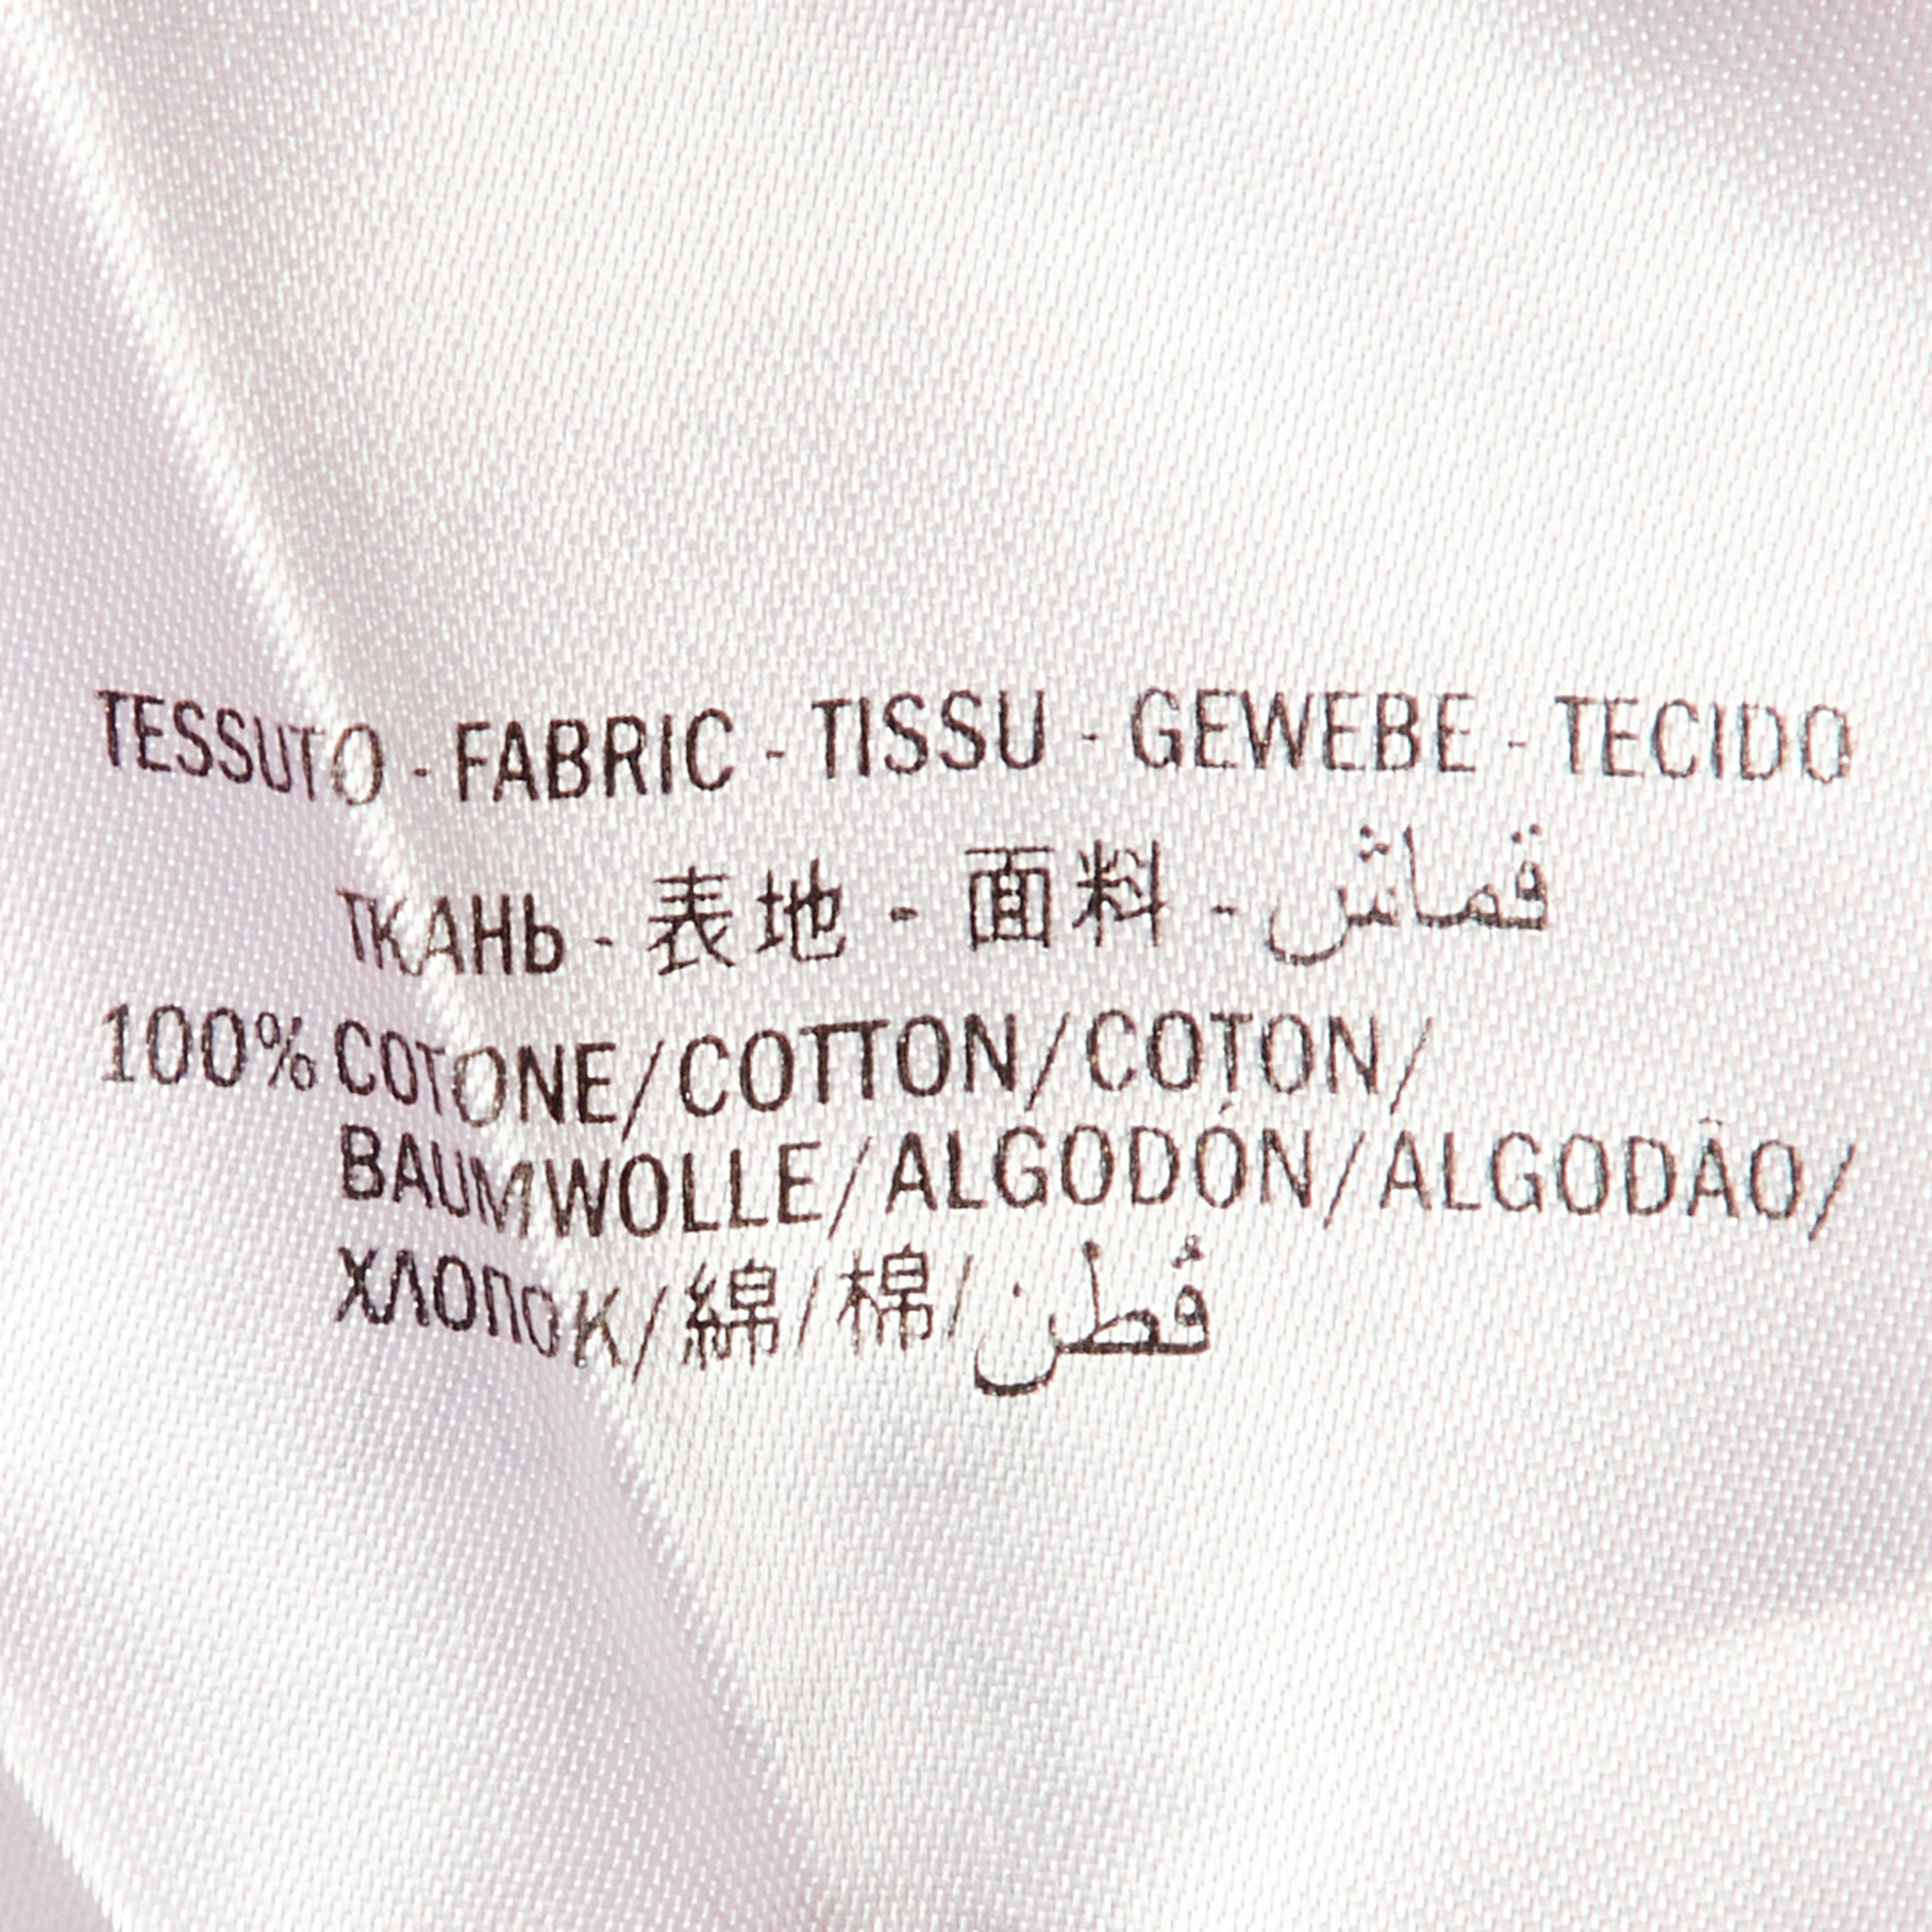 TESSUTO - FABRIC - TISSU - GEWEBE - TECIDO
ТКАНЬ - 表地 - 面料 - قماش
100% COTONE/COTTON/COTON/
BAUMWOLLE/ALGODÓN/ALGODÃO/
ХЛОПОК/綿/棉/قطن